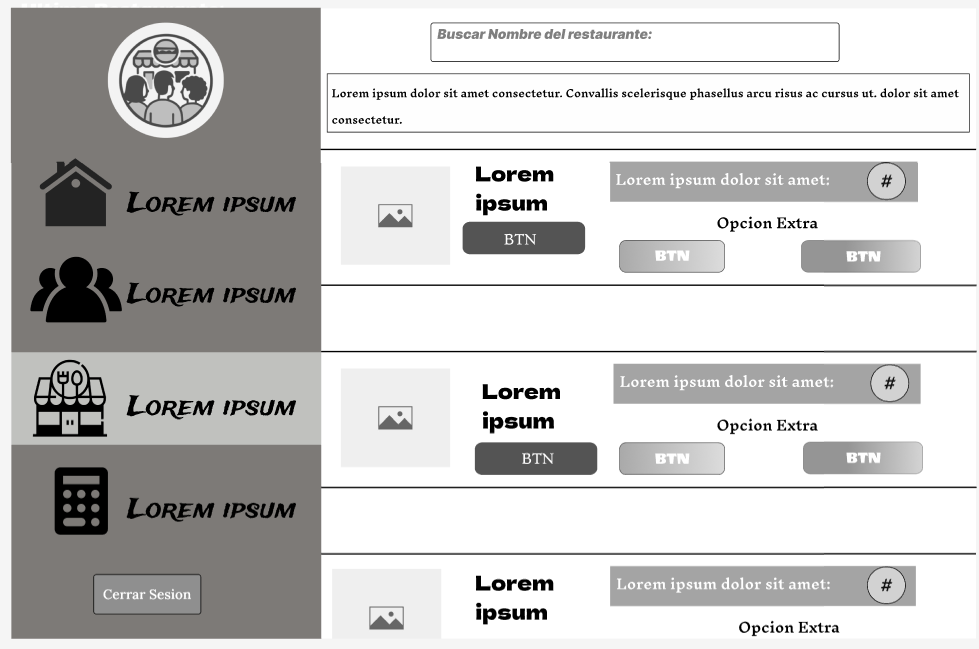 Buscar Nombre del restaurante:
Lorem ipsum dolor sit amet consectetur. Convallis scelerisque phasellus arcu risus ac cursus ut. dolor sit amet
consectetur.
Lorem ipsum
Lorem ipsum
Lorem ipsum
Lorem ipsum
Cerrar Sesion
Lorem
ipsum
BTN
Lorem ipsum dolor sit amet:
#
Opcion Extra
BTN
BTN
Lorem
ipsum
BTN
Lorem ipsum dolor sit amet:
#
Opcion Extra
BTN
BTN
Lorem
ipsum
Lorem ipsum dolor sit amet:
#
Opcion Extra